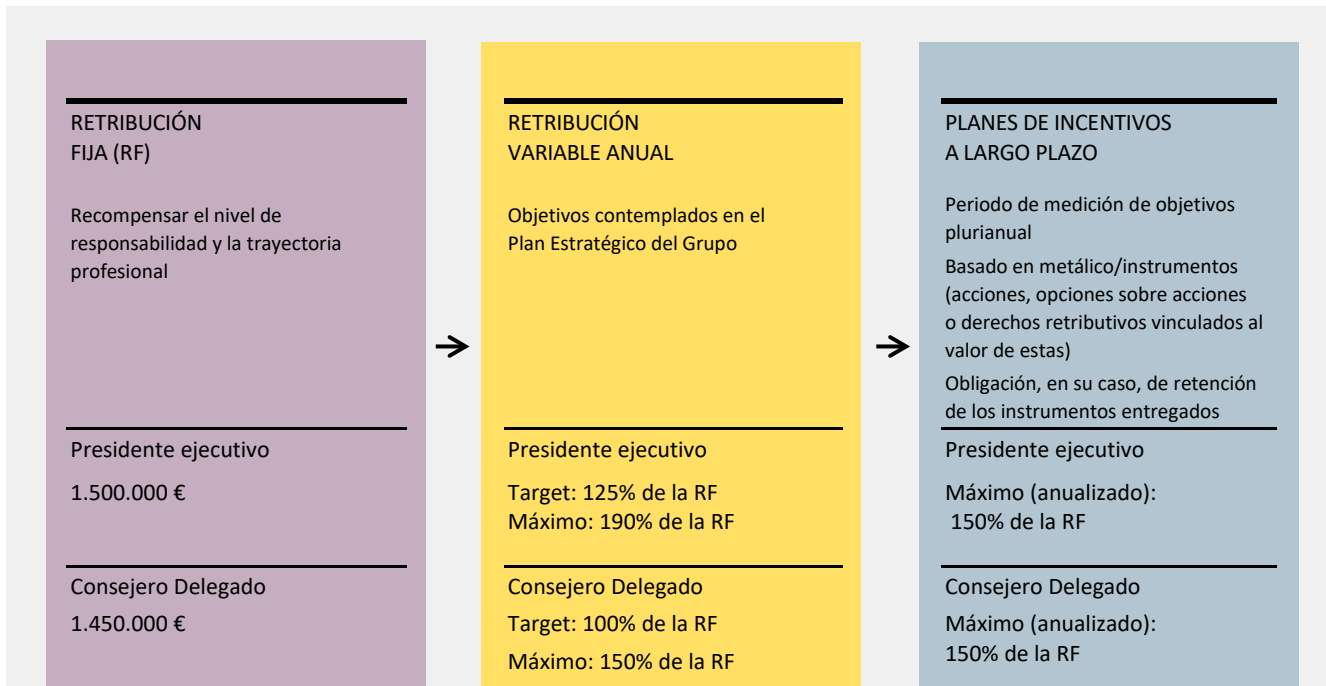 RETRIBUCIÓN
FIJA (RF)
Recompensar el nivel de
responsabilidad y la trayectoria
profesional
Presidente ejecutivo
1.500.000 €
Consejero Delegado
1.450.000 €
RETRIBUCIÓN
VARIABLE ANUAL
Objetivos contemplados en el
Plan Estratégico del Grupo
Presidente ejecutivo
Target: 125% de la RF
Máximo: 190% de la RF
Consejero Delegado
Target: 100% de la RF
Máximo: 150% de la RF
PLANES DE INCENTIVOS
A LARGO PLAZO
Periodo de medición de objetivos
plurianual
Basado en metálico/instrumentos
(acciones, opciones sobre acciones
o derechos retributivos vinculados al
valor de estas)
Obligación, en su caso, de retención
de los instrumentos entregados
Presidente ejecutivo
Máximo (anualizado):
150% de la RF
Consejero Delegado
Máximo (anualizado):
150% de la RF